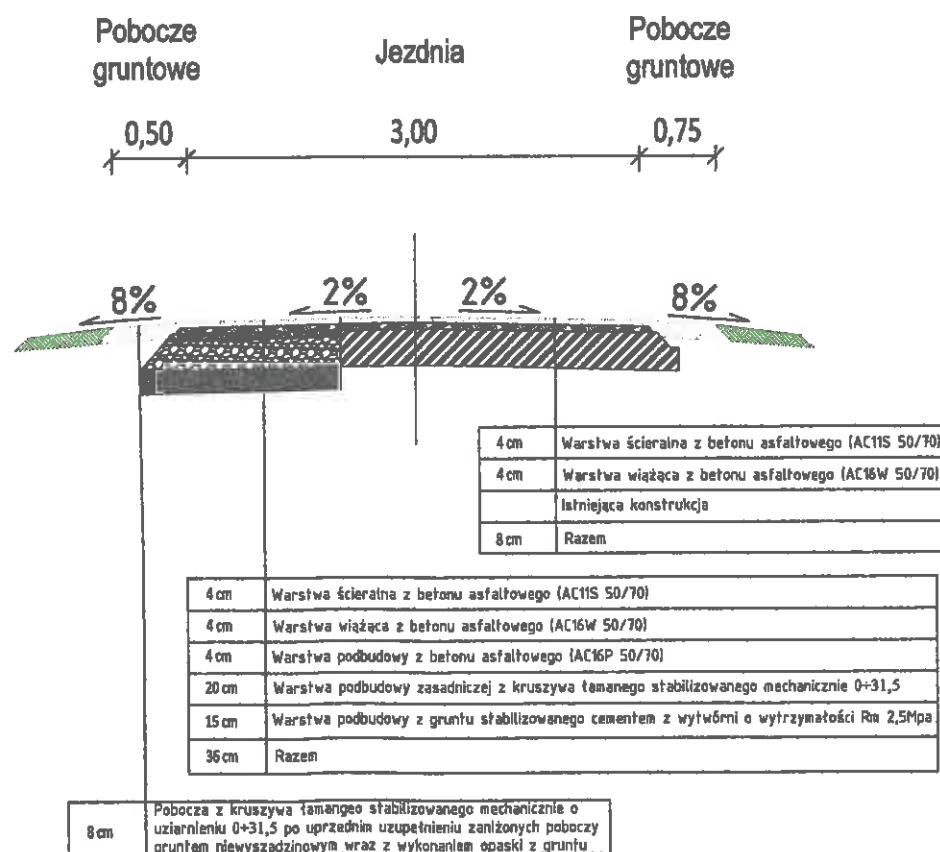 Pobocze
gruntowe
Jezdnia
Pobocze
gruntowe
0,50
3,00
0,75
8%
2%
2%
8%
4 cm Warstwa ścieralna z betonu asfaltowego (AC11S 50/70)
4 cm Warstwa wiążąca z betonu asfaltowego (AC16W 50/70)
Istniejąca konstrukcja
8 cm Razem
4 cm Warstwa ścieralna z betonu asfaltowego (AC11S 50/70)
4 cm Warstwa wiążąca z betonu asfaltowego (AC16W 50/70)
4 cm Warstwa podbudowy z betonu asfaltowego (AC16P 50/70)
20 cm Warstwa podbudowy zasadniczej z kruszywa łamanego stabilizowanego mechanicznie 0÷31,5
15 cm Warstwa podbudowy z gruntu stabilizowanego cementem z wytwórni o wytrzymałości Rm 2,5Mpa
36 cm Razem
8 cm Pobocza z kruszywa łamangeo stabilizowanego mechanicznie o
uziarnieniu 0÷31,5 po uprzednim uzupełnieniu zaniżonych poboczy
gruntem niewysadzinowym wraz z wykonaniem opaski z gruntu